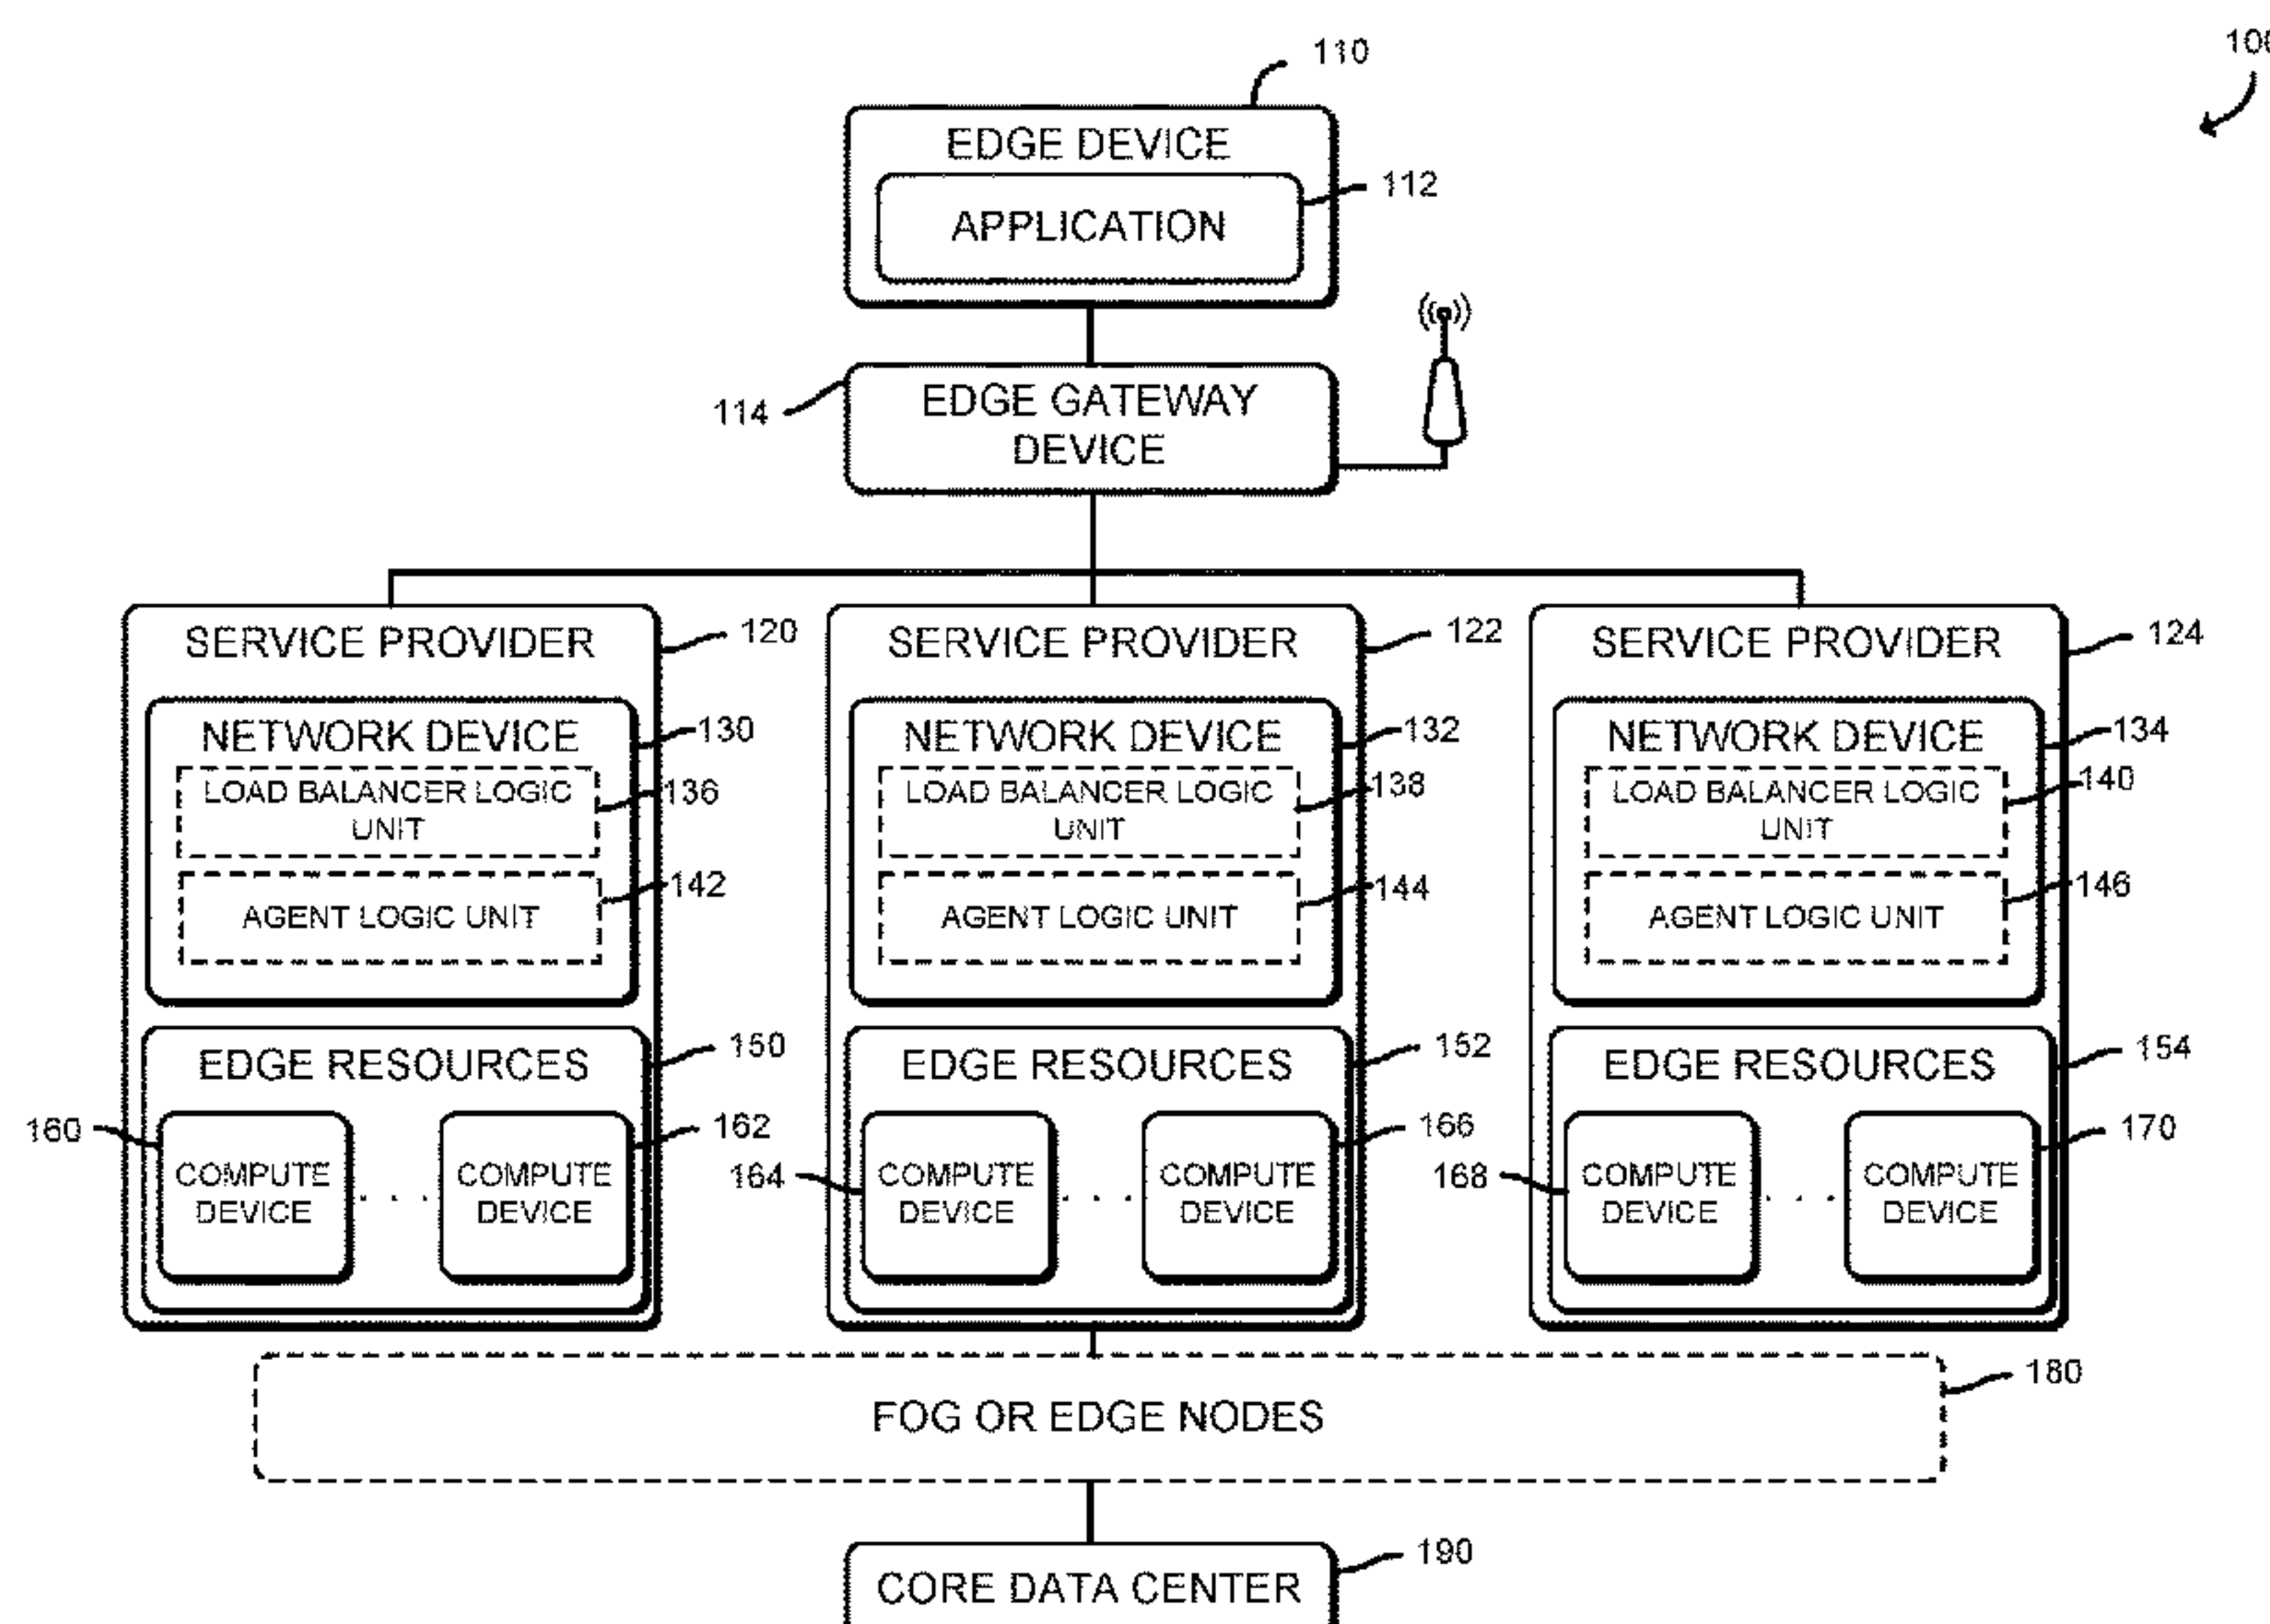 110
100
EDGE DEVICE
112
APPLICATION
114
EDGE GATEWAY
DEVICE
SERVICE PROVIDER
120
SERVICE PROVIDER
122
SERVICE PROVIDER
124
NETWORK DEVICE
130
NETWORK DEVICE
132
NETWORK DEVICE
134
LOAD BALANCER LOGIC
UNIT
136
LOAD BALANCER LOGIC
UNIT
138
LOAD BALANCER LOGIC
UNIT
140
AGENT LOGIC UNIT
142
AGENT LOGIC UNIT
144
AGENT LOGIC UNIT
146
EDGE RESOURCES
150
EDGE RESOURCES
152
EDGE RESOURCES
154
160
COMPUTE
DEVICE
. . . .
COMPUTE
DEVICE
162
164
COMPUTE
DEVICE
. . . .
COMPUTE
DEVICE
166
168
COMPUTE
DEVICE
. . . .
COMPUTE
DEVICE
170
FOG OR EDGE NODES
180
CORE DATA CENTER
190